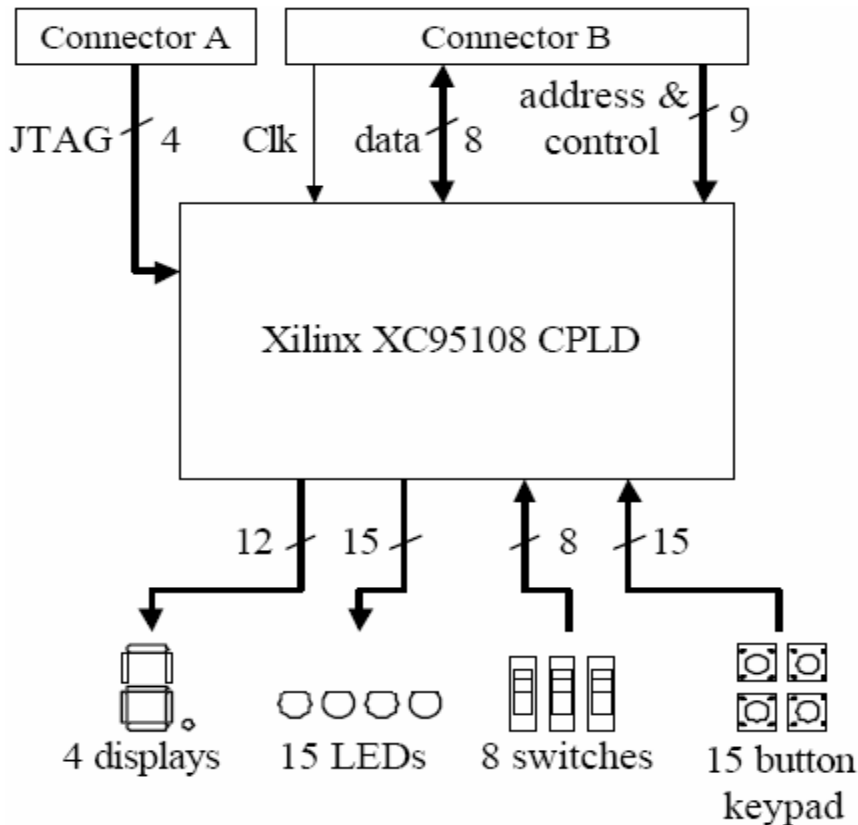 Connector A
Connector B
JTAG
4
Clk
data
8
address &
control
9
Xilinx XC95108 CPLD
12
15
8
15
4 displays
15 LEDs
8 switches
15 button
keypad